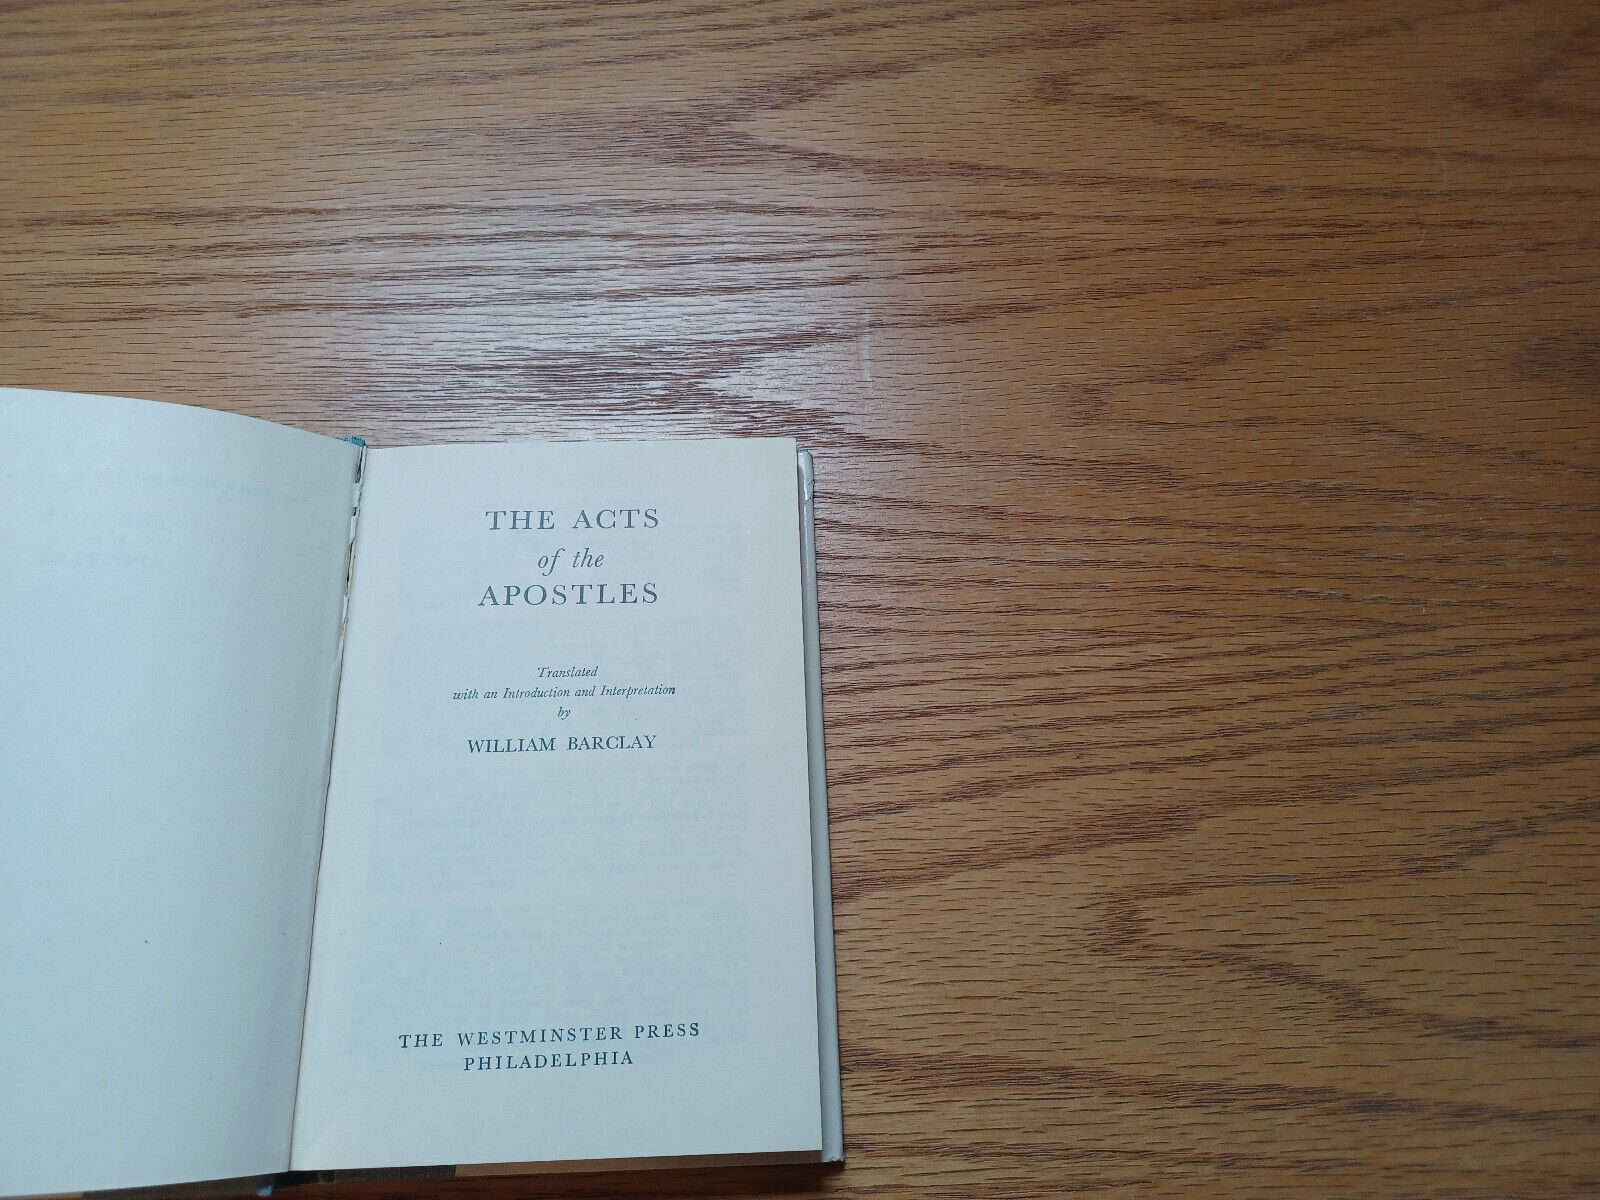 THE ACTS
of the
APOSTLES
Translated
with an Introduction and Interpretation
by
WILLIAM BARCLAY
THE WESTMINSTER PRESS
PHILADELPHIA